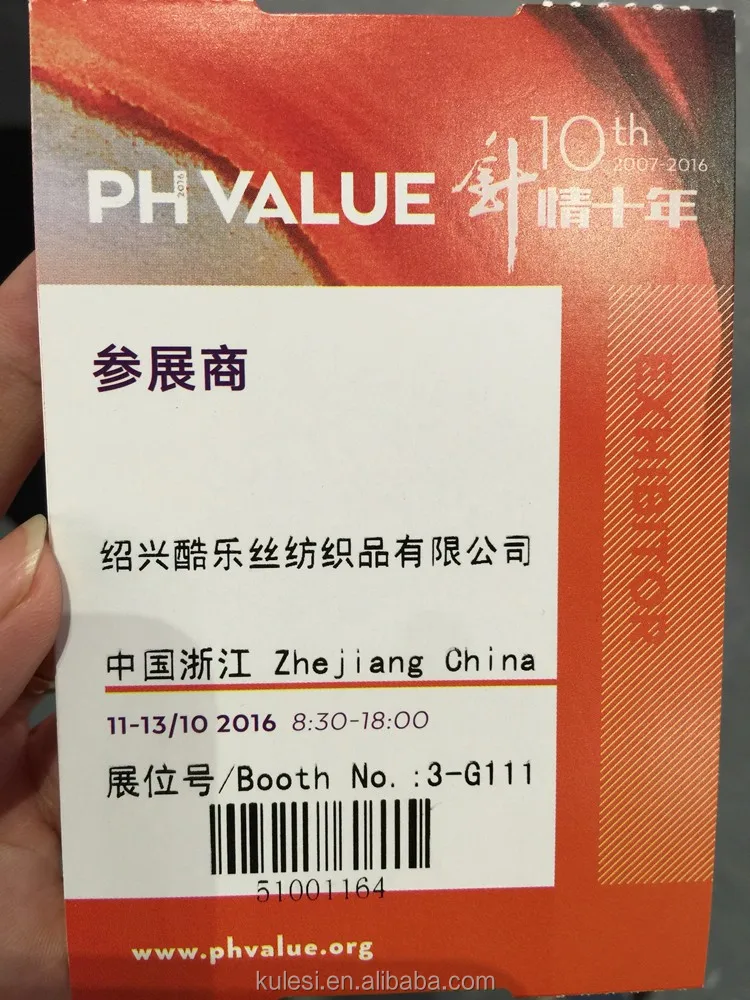 10th
2007-2016
PH 2016 VALUE
針情十年
参展商
EXHIBITOR
绍兴酷乐丝纺织品有限公司
中国浙江 Zhejiang China
11-13/10 2016 8:30-18:00
展位号/Booth No.:3-G111
51001164
www.phvalue.org
kulesi.en.alibaba.com